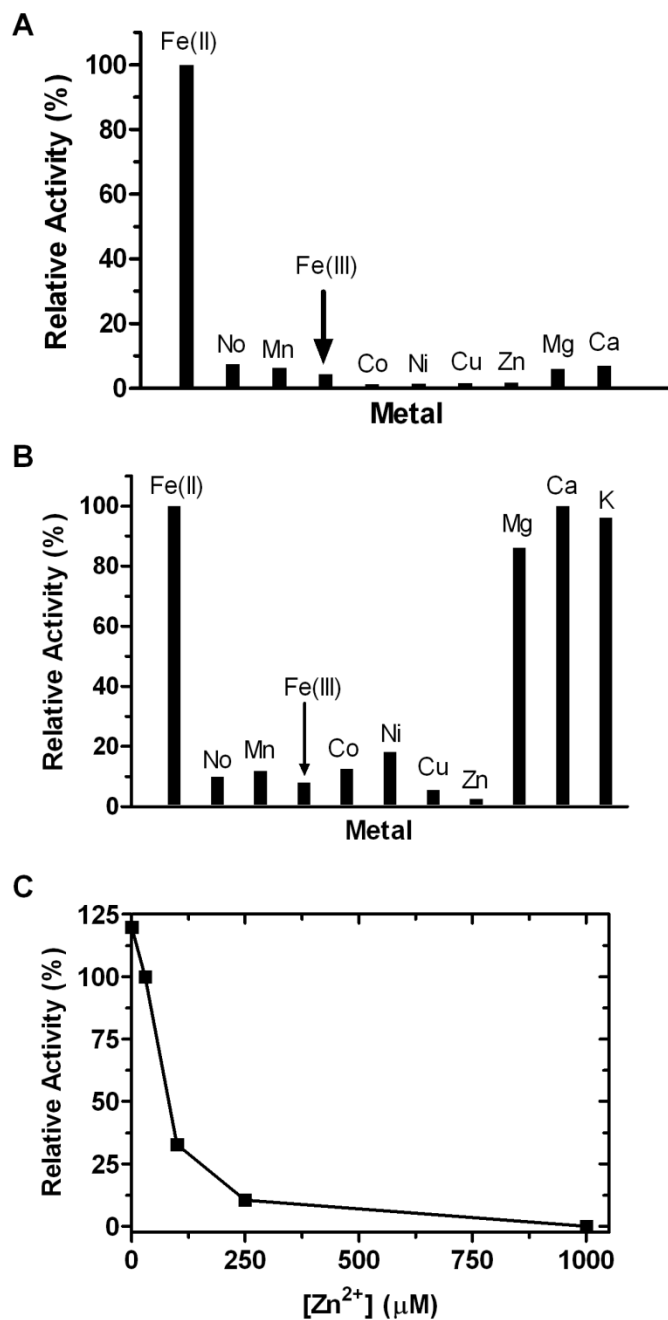 A
Relative Activity (%)
100
80
60
40
20
0
Fe(II)
No
Mn
Fe(III)
Co
Ni
Cu
Zn
Mg
Ca
Metal
B
Relative Activity (%)
100
80
60
40
20
0
Fe(II)
No
Mn
Fe(III)
Co
Ni
Cu
Zn
Mg
Ca
K
Metal
C
Relative Activity (%)
125
100
75
50
25
0
0 250 500 750 1000
[Zn²⁺] (μM)